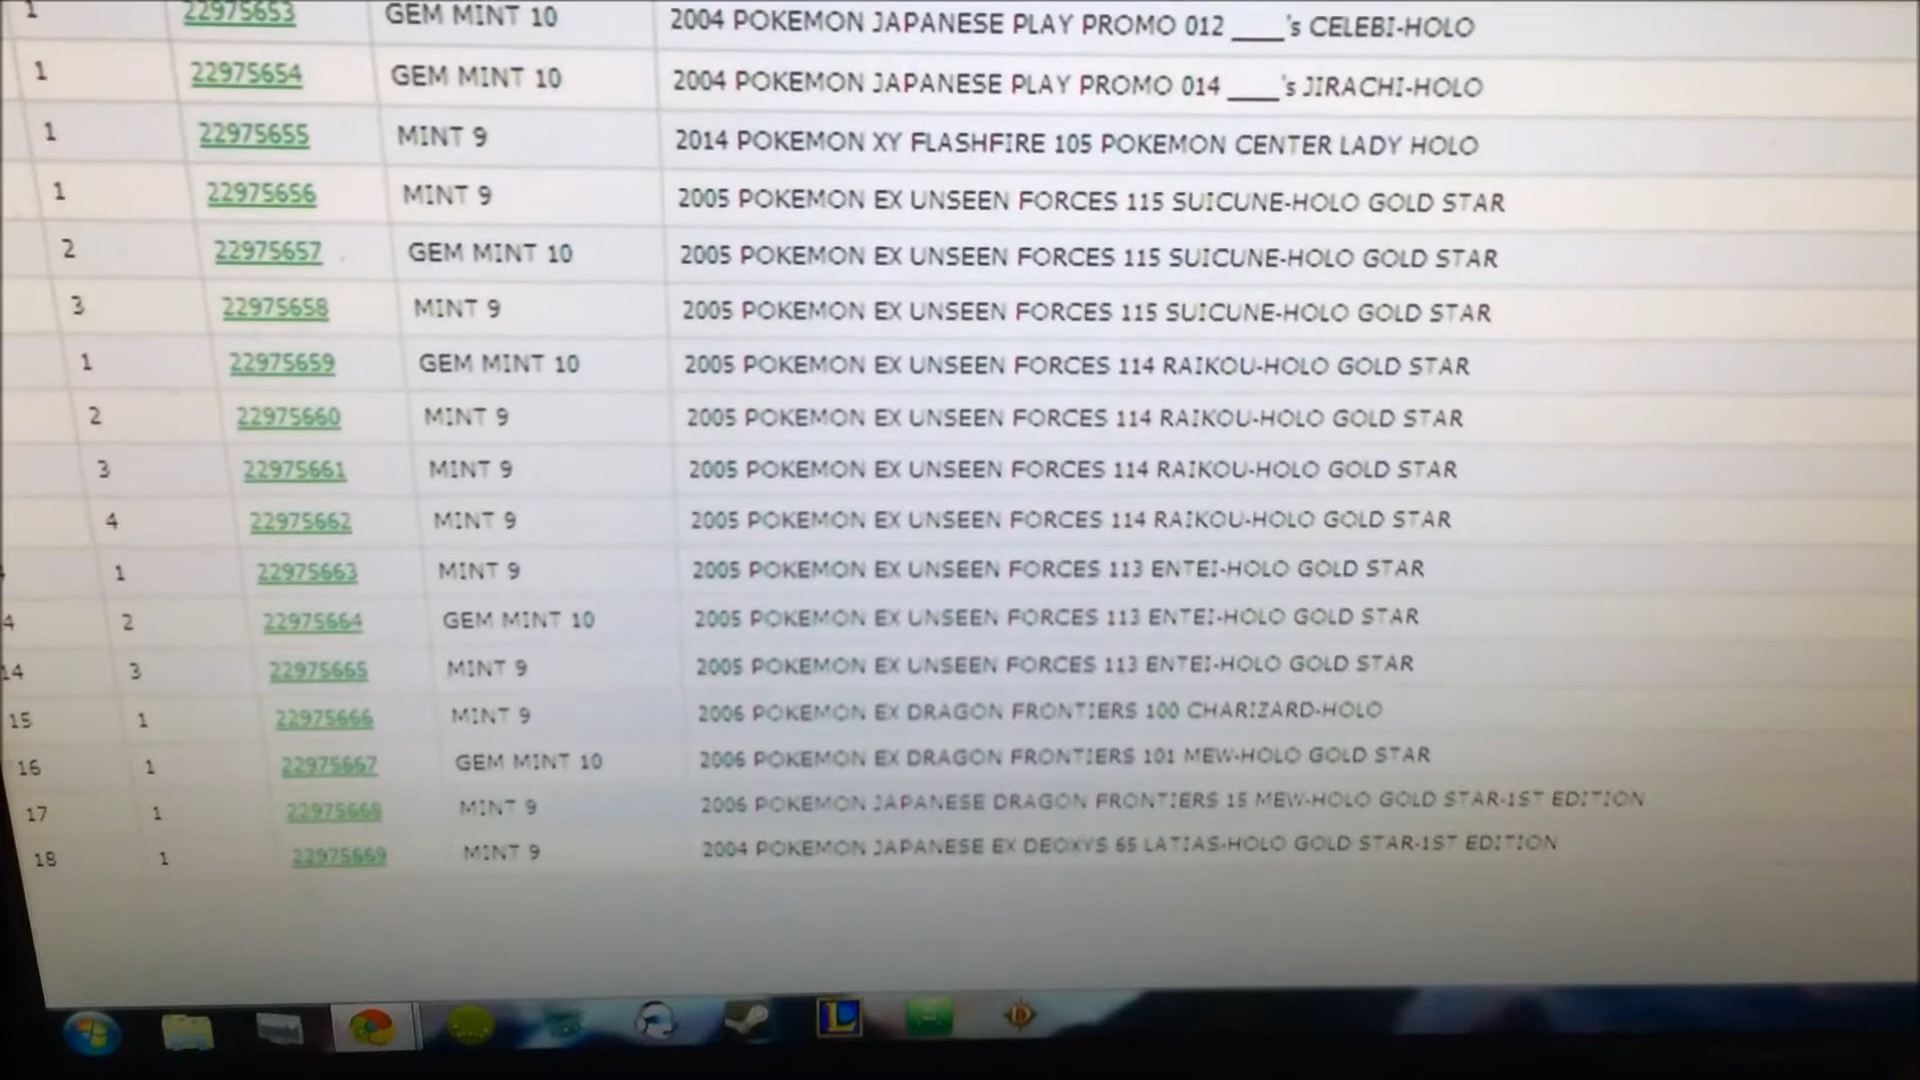 1 22975653 GEM MINT 10 2004 POKEMON JAPANESE PLAY PROMO 012 ____'s CELEBI-HOLO
1 22975654 GEM MINT 10 2004 POKEMON JAPANESE PLAY PROMO 014 ____'s JIRACHI-HOLO
1 22975655 MINT 9 2014 POKEMON XY FLASHFIRE 105 POKEMON CENTER LADY HOLO
1 22975656 MINT 9 2005 POKEMON EX UNSEEN FORCES 115 SUICUNE-HOLO GOLD STAR
2 22975657 GEM MINT 10 2005 POKEMON EX UNSEEN FORCES 115 SUICUNE-HOLO GOLD STAR
3 22975658 MINT 9 2005 POKEMON EX UNSEEN FORCES 115 SUICUNE-HOLO GOLD STAR
1 22975659 GEM MINT 10 2005 POKEMON EX UNSEEN FORCES 114 RAIKOU-HOLO GOLD STAR
2 22975660 MINT 9 2005 POKEMON EX UNSEEN FORCES 114 RAIKOU-HOLO GOLD STAR
3 22975661 MINT 9 2005 POKEMON EX UNSEEN FORCES 114 RAIKOU-HOLO GOLD STAR
4 22975662 MINT 9 2005 POKEMON EX UNSEEN FORCES 114 RAIKOU-HOLO GOLD STAR
1 22975663 MINT 9 2005 POKEMON EX UNSEEN FORCES 113 ENTEI-HOLO GOLD STAR
4 2 22975664 GEM MINT 10 2005 POKEMON EX UNSEEN FORCES 113 ENTEI-HOLO GOLD STAR
14 3 22975665 MINT 9 2005 POKEMON EX UNSEEN FORCES 113 ENTEI-HOLO GOLD STAR
15 1 22975666 MINT 9 2006 POKEMON EX DRAGON FRONTIERS 100 CHARIZARD-HOLO
16 1 22975667 GEM MINT 10 2006 POKEMON EX DRAGON FRONTIERS 101 MEW-HOLO GOLD STAR
17 1 22975668 MINT 9 2006 POKEMON JAPANESE DRAGON FRONTIERS 15 MEW-HOLO GOLD STAR-1ST EDITION
18 1 22975669 MINT 9 2004 POKEMON JAPANESE EX DEOXYS 65 LATIAS-HOLO GOLD STAR-1ST EDITION
L
D